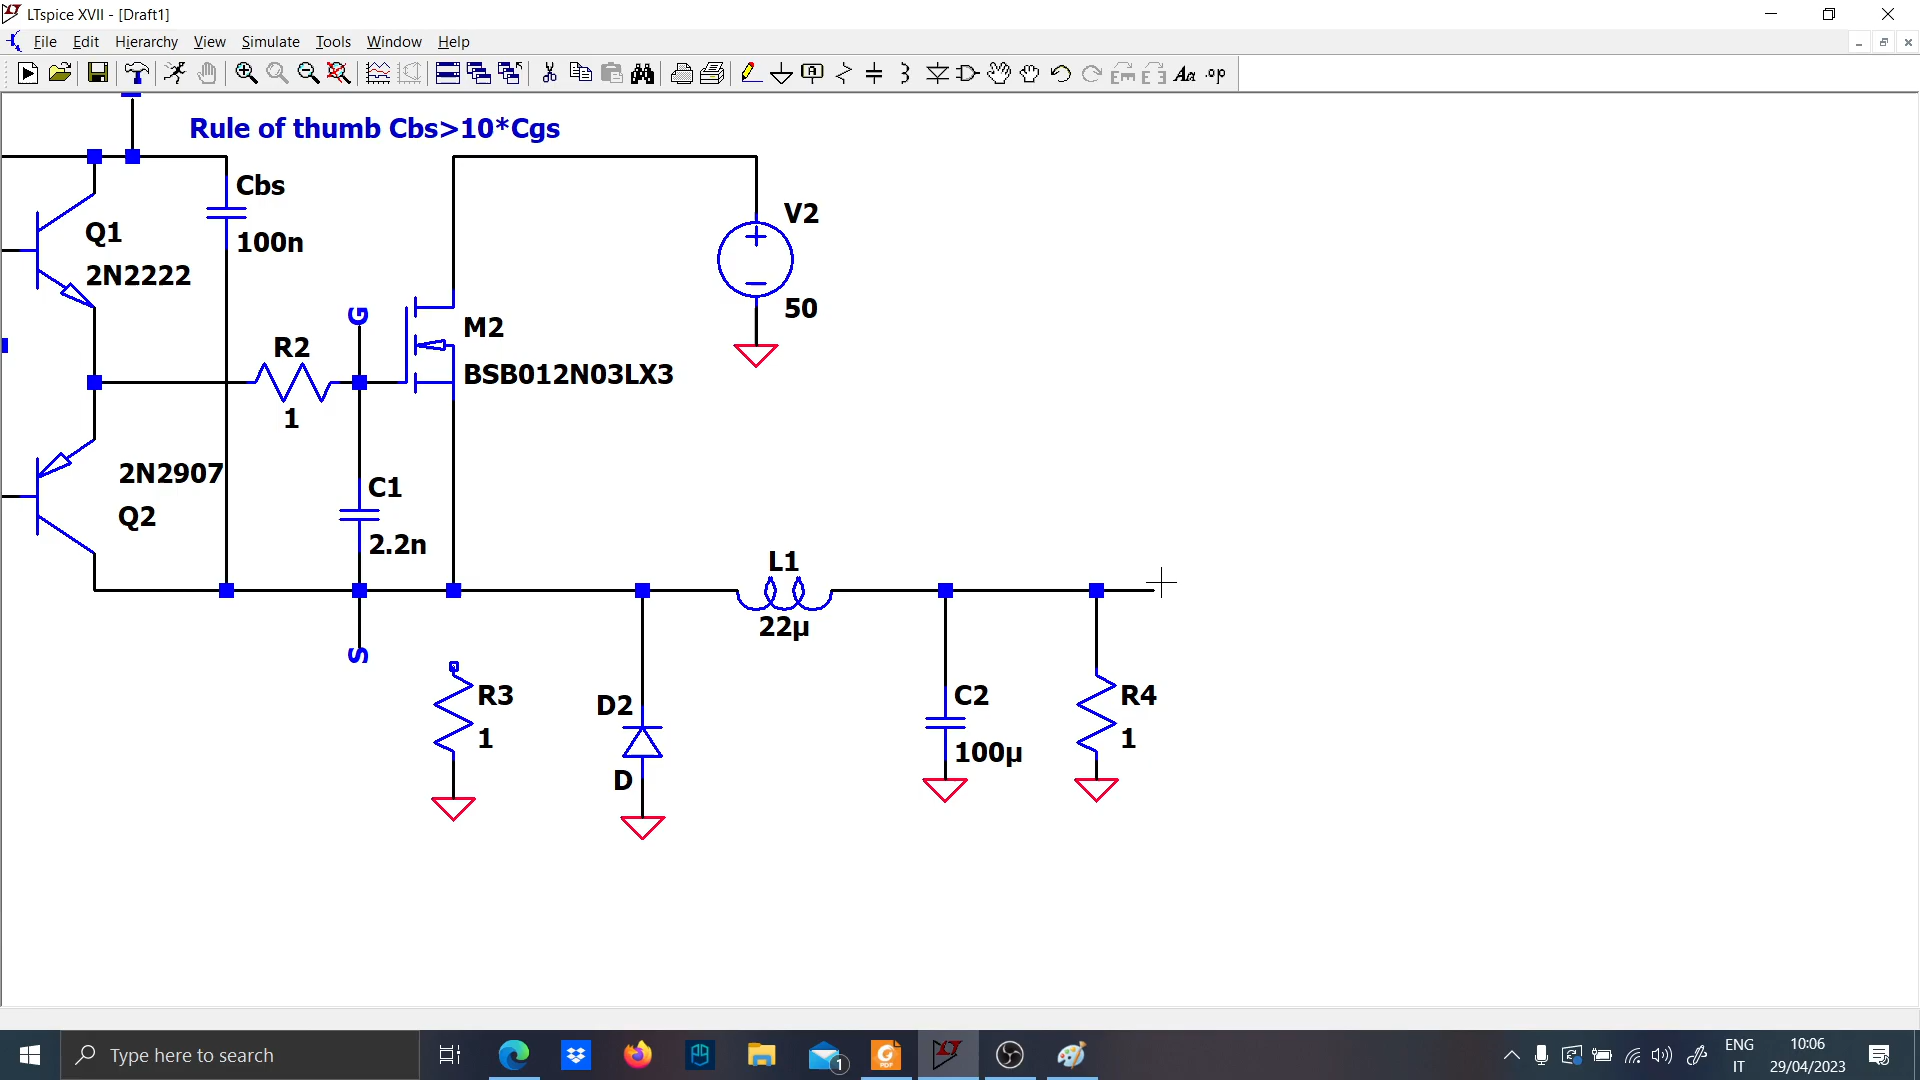 LTspice XVII - [Draft1]
File Edit Hierarchy View Simulate Tools Window Help
Rule of thumb Cbs>10*Cgs
Cbs
100n
Q1
2N2222
V2
50
G
M2
BSB012N03LX3
R2
1
2N2907
Q2
C1
2.2n
L1
22µ
S
R3
1
D2
D
C2
100µ
R4
1
Type here to search
1
ENG
IT
10:06
29/04/2023